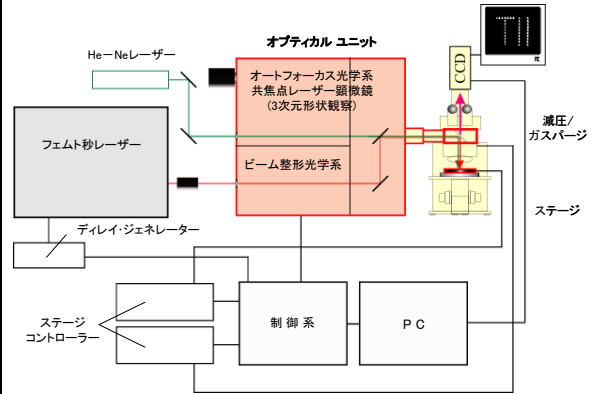 He－Neレーザー
オプティカル ユニット
オートフォーカス光学系
共焦点レーザー顕微鏡
(3次元形状観察)
CCD
減圧/
ガスパージ
フェムト秒レーザー
ビーム整形光学系
ステージ
ディレイ・ジェネレーター
ステージ
コントローラー
制 御 系
P C